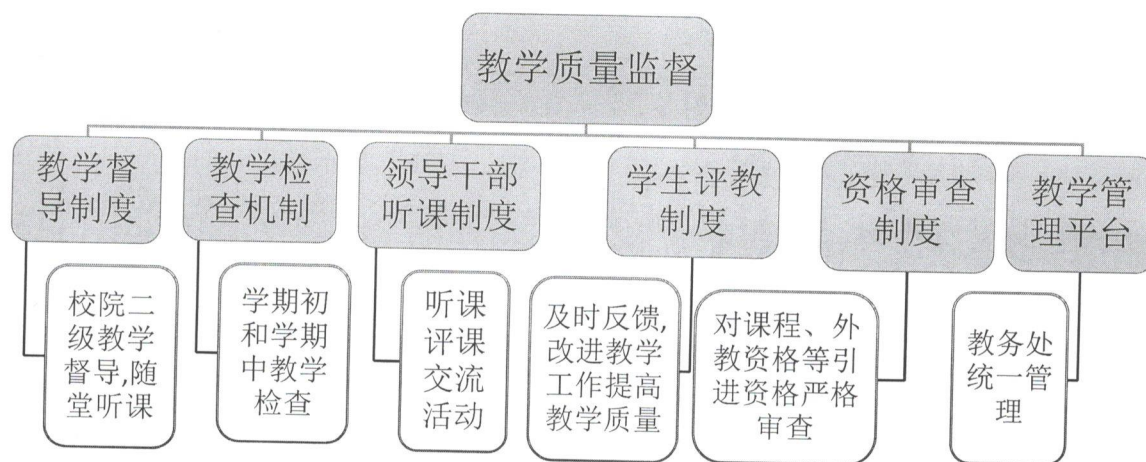 教学质量监督
教学督
导制度
教学检
查机制
领导干部
听课制度
学生评教
制度
资格审查
制度
教学管
理平台
校院二
级教学
督导,随
堂听课
学期初
和学期
中教学
检查
听课
评课
交流
活动
及时反馈,
改进教学
工作提高
教学质量
对课程、外
教资格等引
进资格严格
审查
教务处
统一管
理